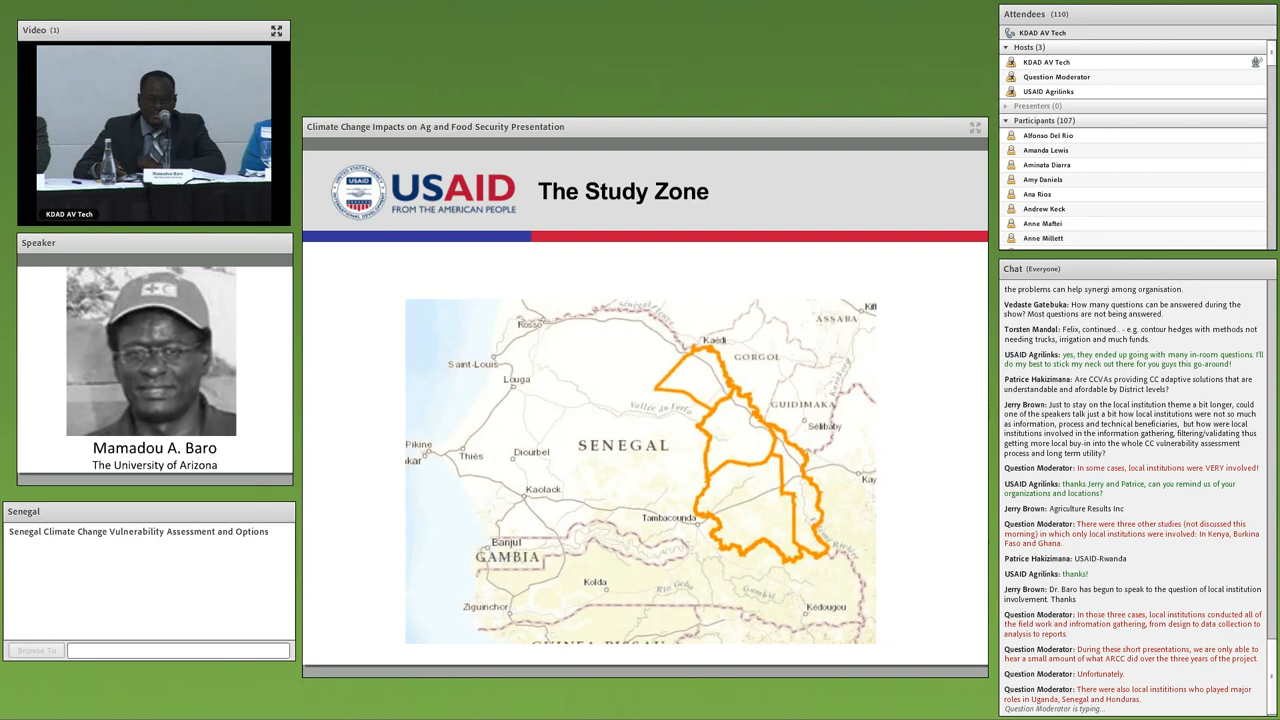 Video (1)
Mamadou Baro
KDAD AV Tech
Speaker
Mamadou A. Baro
The University of Arizona
Senegal
Senegal Climate Change Vulnerability Assessment and Options
Browse To
Climate Change Impacts on Ag and Food Security Presentation
USAID
FROM THE AMERICAN PEOPLE
The Study Zone
Rosso
ASSABA
Kaédi
GORGOL
Saint-Louis
Louga
GUIDIMAKA
Vallée du Ferlo
Sélibaby
SENEGAL
Pikine
kar
Thiès
Diourbel
Kay
Kaolack
Tambacounda
Banjul
GAMBIA
Kolda
Gambie
Ziguinchor
Kédougou
Attendees (110)
KDAD AV Tech
Hosts (3)
KDAD AV Tech
Question Moderator
USAID Agrilinks
Presenters (0)
Participants (107)
Alfonso Del Rio
Amanda Lewis
Aminata Diarra
Amy Daniels
Ana Rios
Andrew Keck
Anne Maftei
Anne Millett
Chat (Everyone)
the problems can help synergi among organisation.
Vedaste Gatebuka: How many questions can be answered during the
show? Most questions are not being answered.
Torsten Mandal: Felix, continued.. - e.g. contour hedges with methods not
needing trucks, irrigation and much funds.
USAID Agrilinks: yes, they ended up going with many in-room questions. I'll
do my best to stick my neck out there for you guys this go-around!
Patrice Hakizimana: Are CCVAs providing CC adaptive solutions that are
understandable and afordable by District levels?
Jerry Brown: Just to stay on the local institution theme a bit longer, could
one of the speakers talk just a bit how local institutions were not so much
as information, process and technical beneficiaries, but how were local
institutions involved in the information gathering, filtering/validating thus
getting more local buy-in into the whole CC vulnerability assessment
process and long term utility?
Question Moderator: In some cases, local institutions were VERY involved!
USAID Agrilinks: thanks Jerry and Patrice, can you remind us of your
organizations and locations?
Jerry Brown: Agriculture Results Inc
Question Moderator: There were three other studies (not discussed this
morning) in which only local institutions were involved: In Kenya, Burkina
Faso and Ghana.
Patrice Hakizimana: USAID-Rwanda
USAID Agrilinks: thanks!
Jerry Brown: Dr. Baro has begun to speak to the question of local institution
involvement. Thanks
Question Moderator: In those three cases, local institutions conducted all of
the field work and infromation gathering, from design to data collection to
analysis to reports.
Question Moderator: During these short presentations, we are only able to
hear a small amount of what ARCC did over the three years of the project.
Question Moderator: Unfortunately.
Question Moderator: There were also local instititions who played major
roles in Uganda, Senegal and Honduras.
Question Moderator is typing...